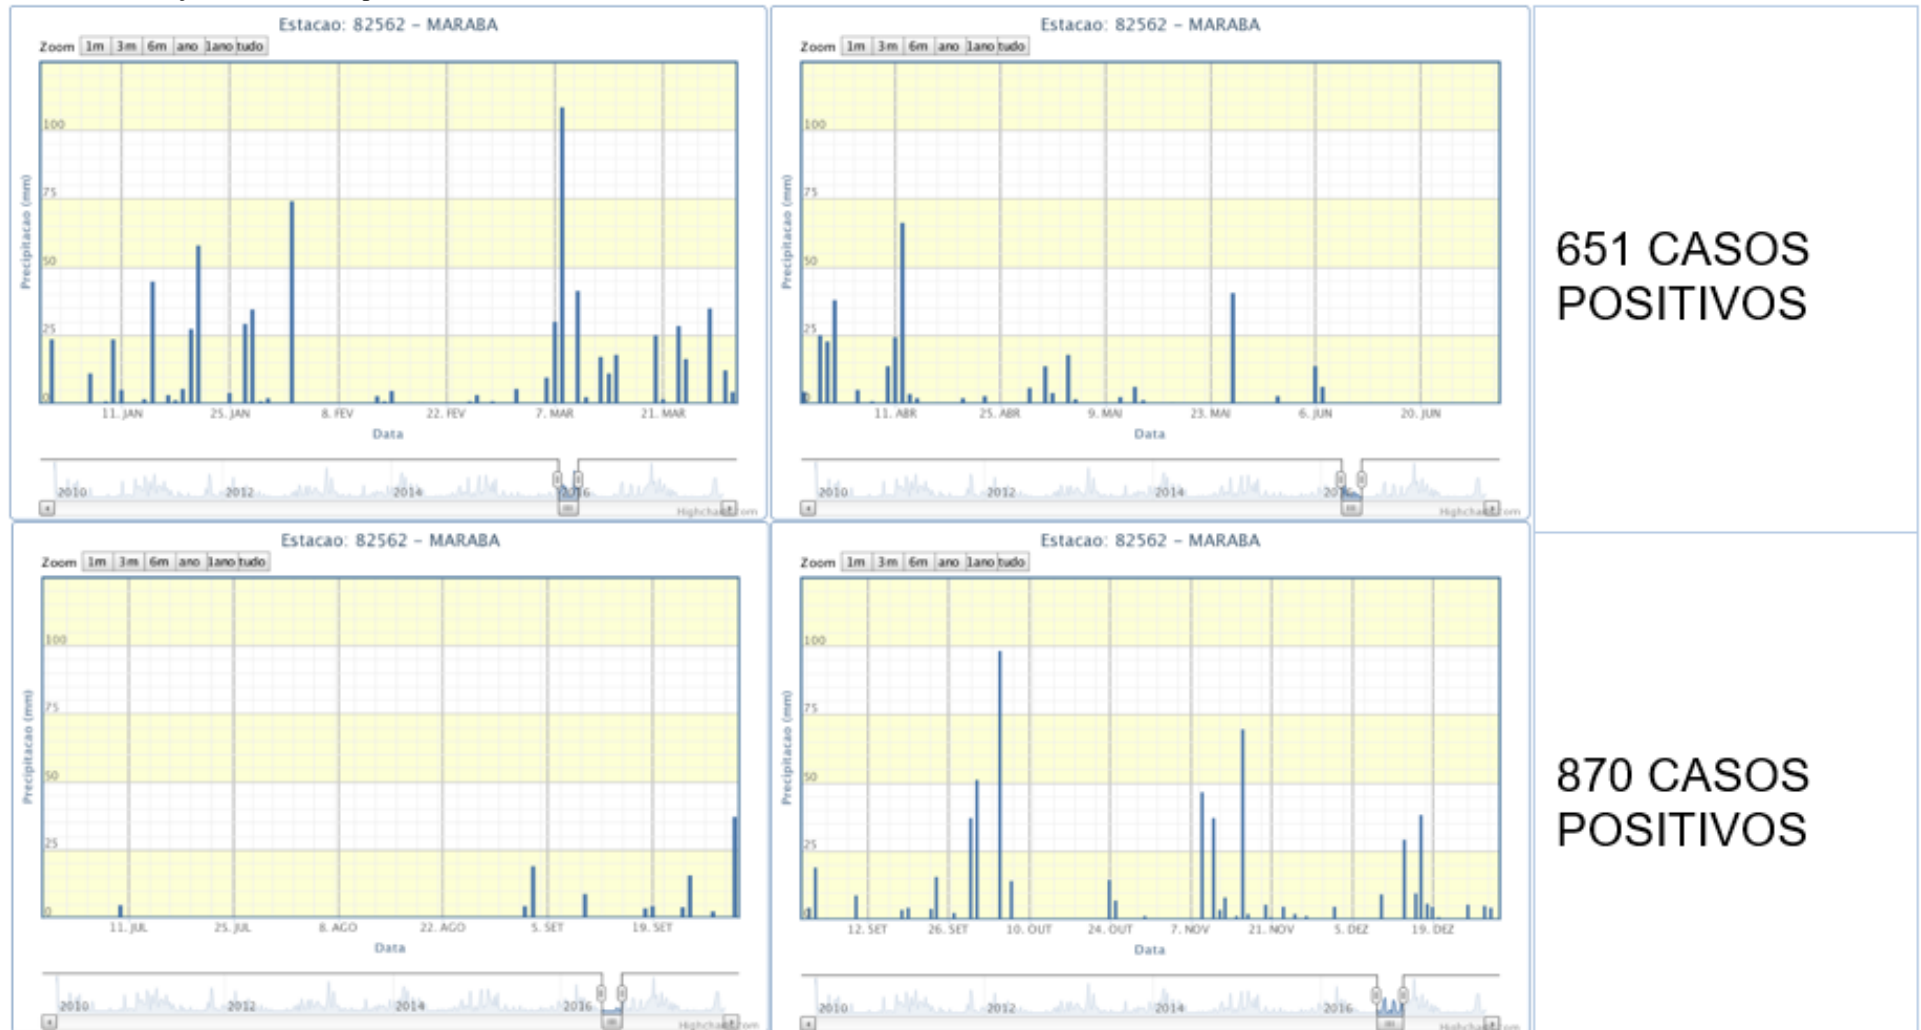 Estacao: 82562 – MARABA
Zoom 1m 3m 6m ano 1ano tudo
Precipitacao (mm)
100
75
50
25
0
11. JAN 25. JAN 8. FEV 22. FEV 7. MAR 21. MAR
Data
2010 2012 2014 2016
Estacao: 82562 – MARABA
Zoom 1m 3m 6m ano 1ano tudo
Precipitacao (mm)
100
75
50
25
0
11. ABR 25. ABR 9. MAI 23. MAI 6. JUN 20. JUN
Data
2010 2012 2014
651 CASOS
POSITIVOS
Estacao: 82562 – MARABA
Zoom 1m 3m 6m ano 1ano tudo
Precipitacao (mm)
100
75
50
25
0
11. JUL 25. JUL 8. AGO 22. AGO 5. SET 19. SET
Data
2010 2012 2014 2016
Estacao: 82562 – MARABA
Zoom 1m 3m 6m ano 1ano tudo
Precipitacao (mm)
100
75
50
25
0
12. SET 26. SET 10. OUT 24. OUT 7. NOV 21. NOV 5. DEZ 19. DEZ
Data
2010 2012 2014 2016
870 CASOS
POSITIVOS